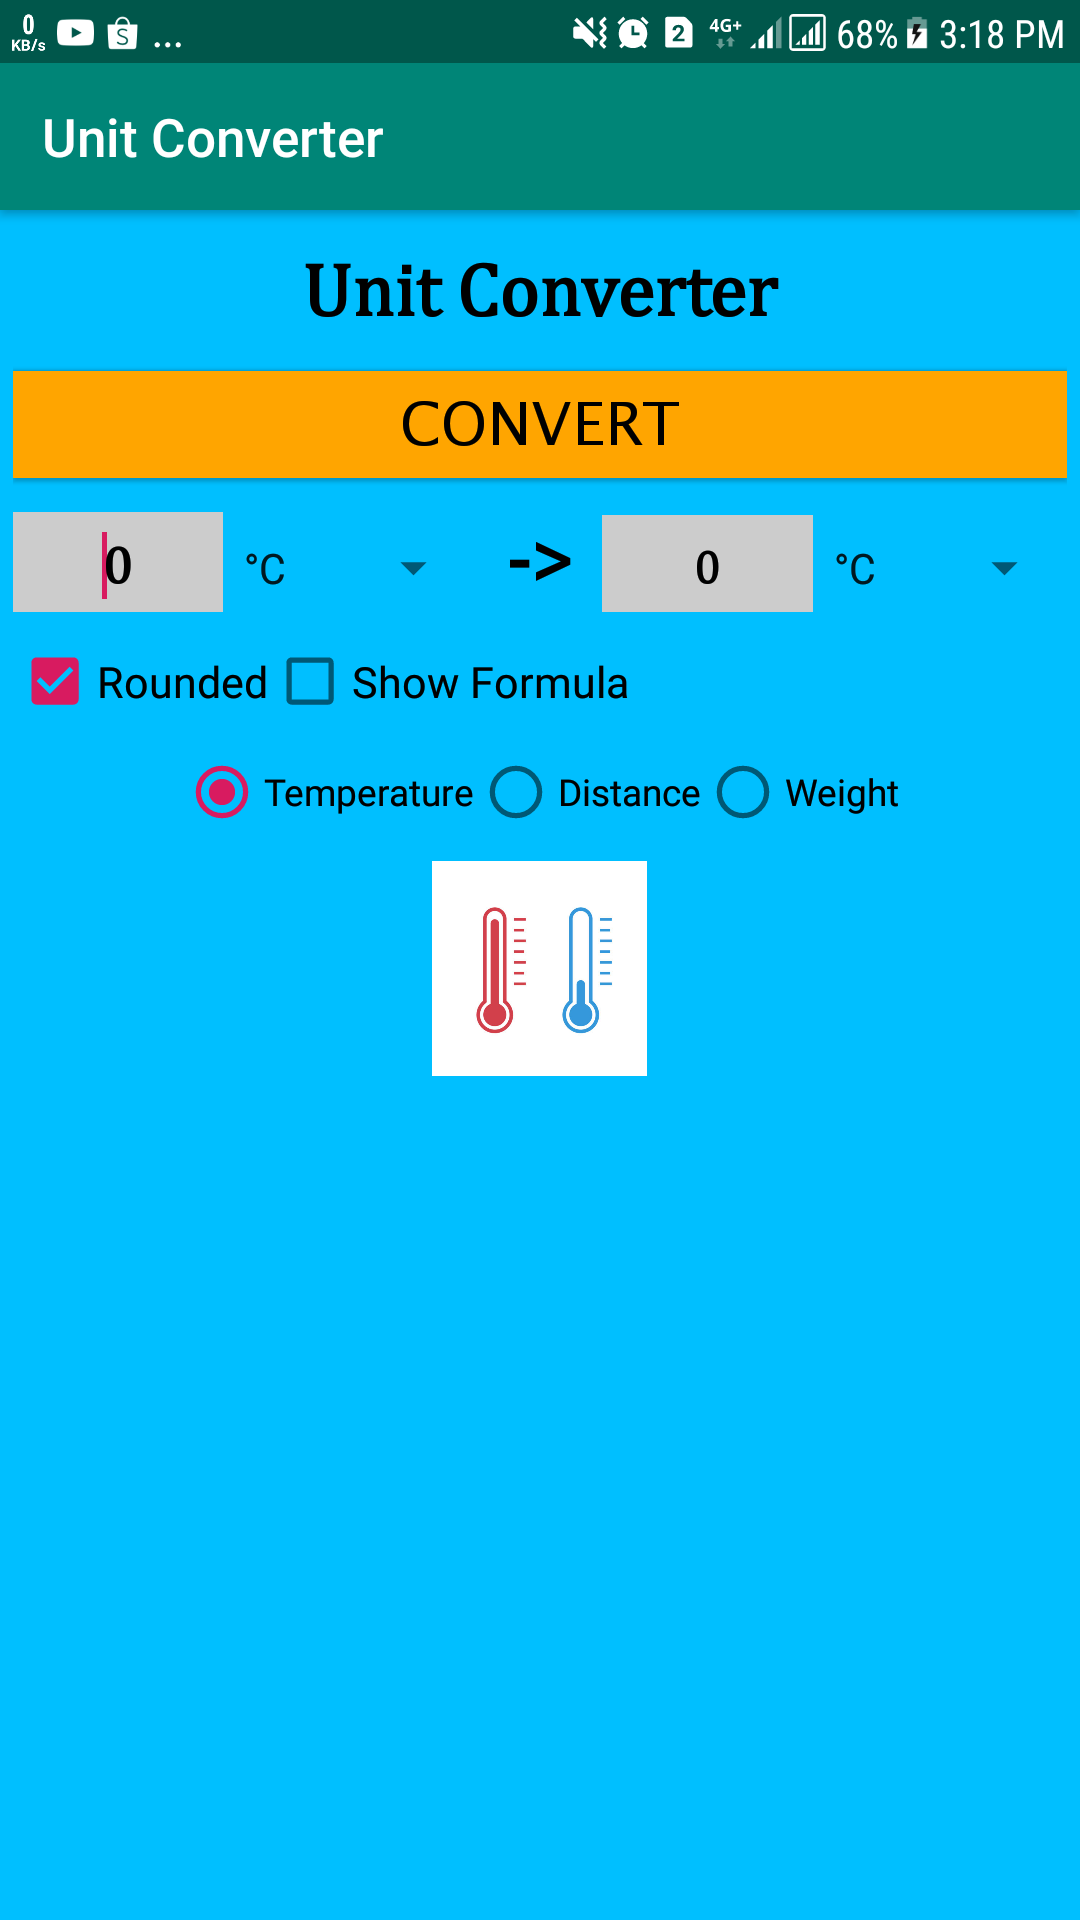 0
KB/s ... 2 4G+ 68% 3:18 PM
Unit Converter
Unit Converter
CONVERT
0 °C -> 0 °C
Rounded Show Formula
Temperature Distance Weight